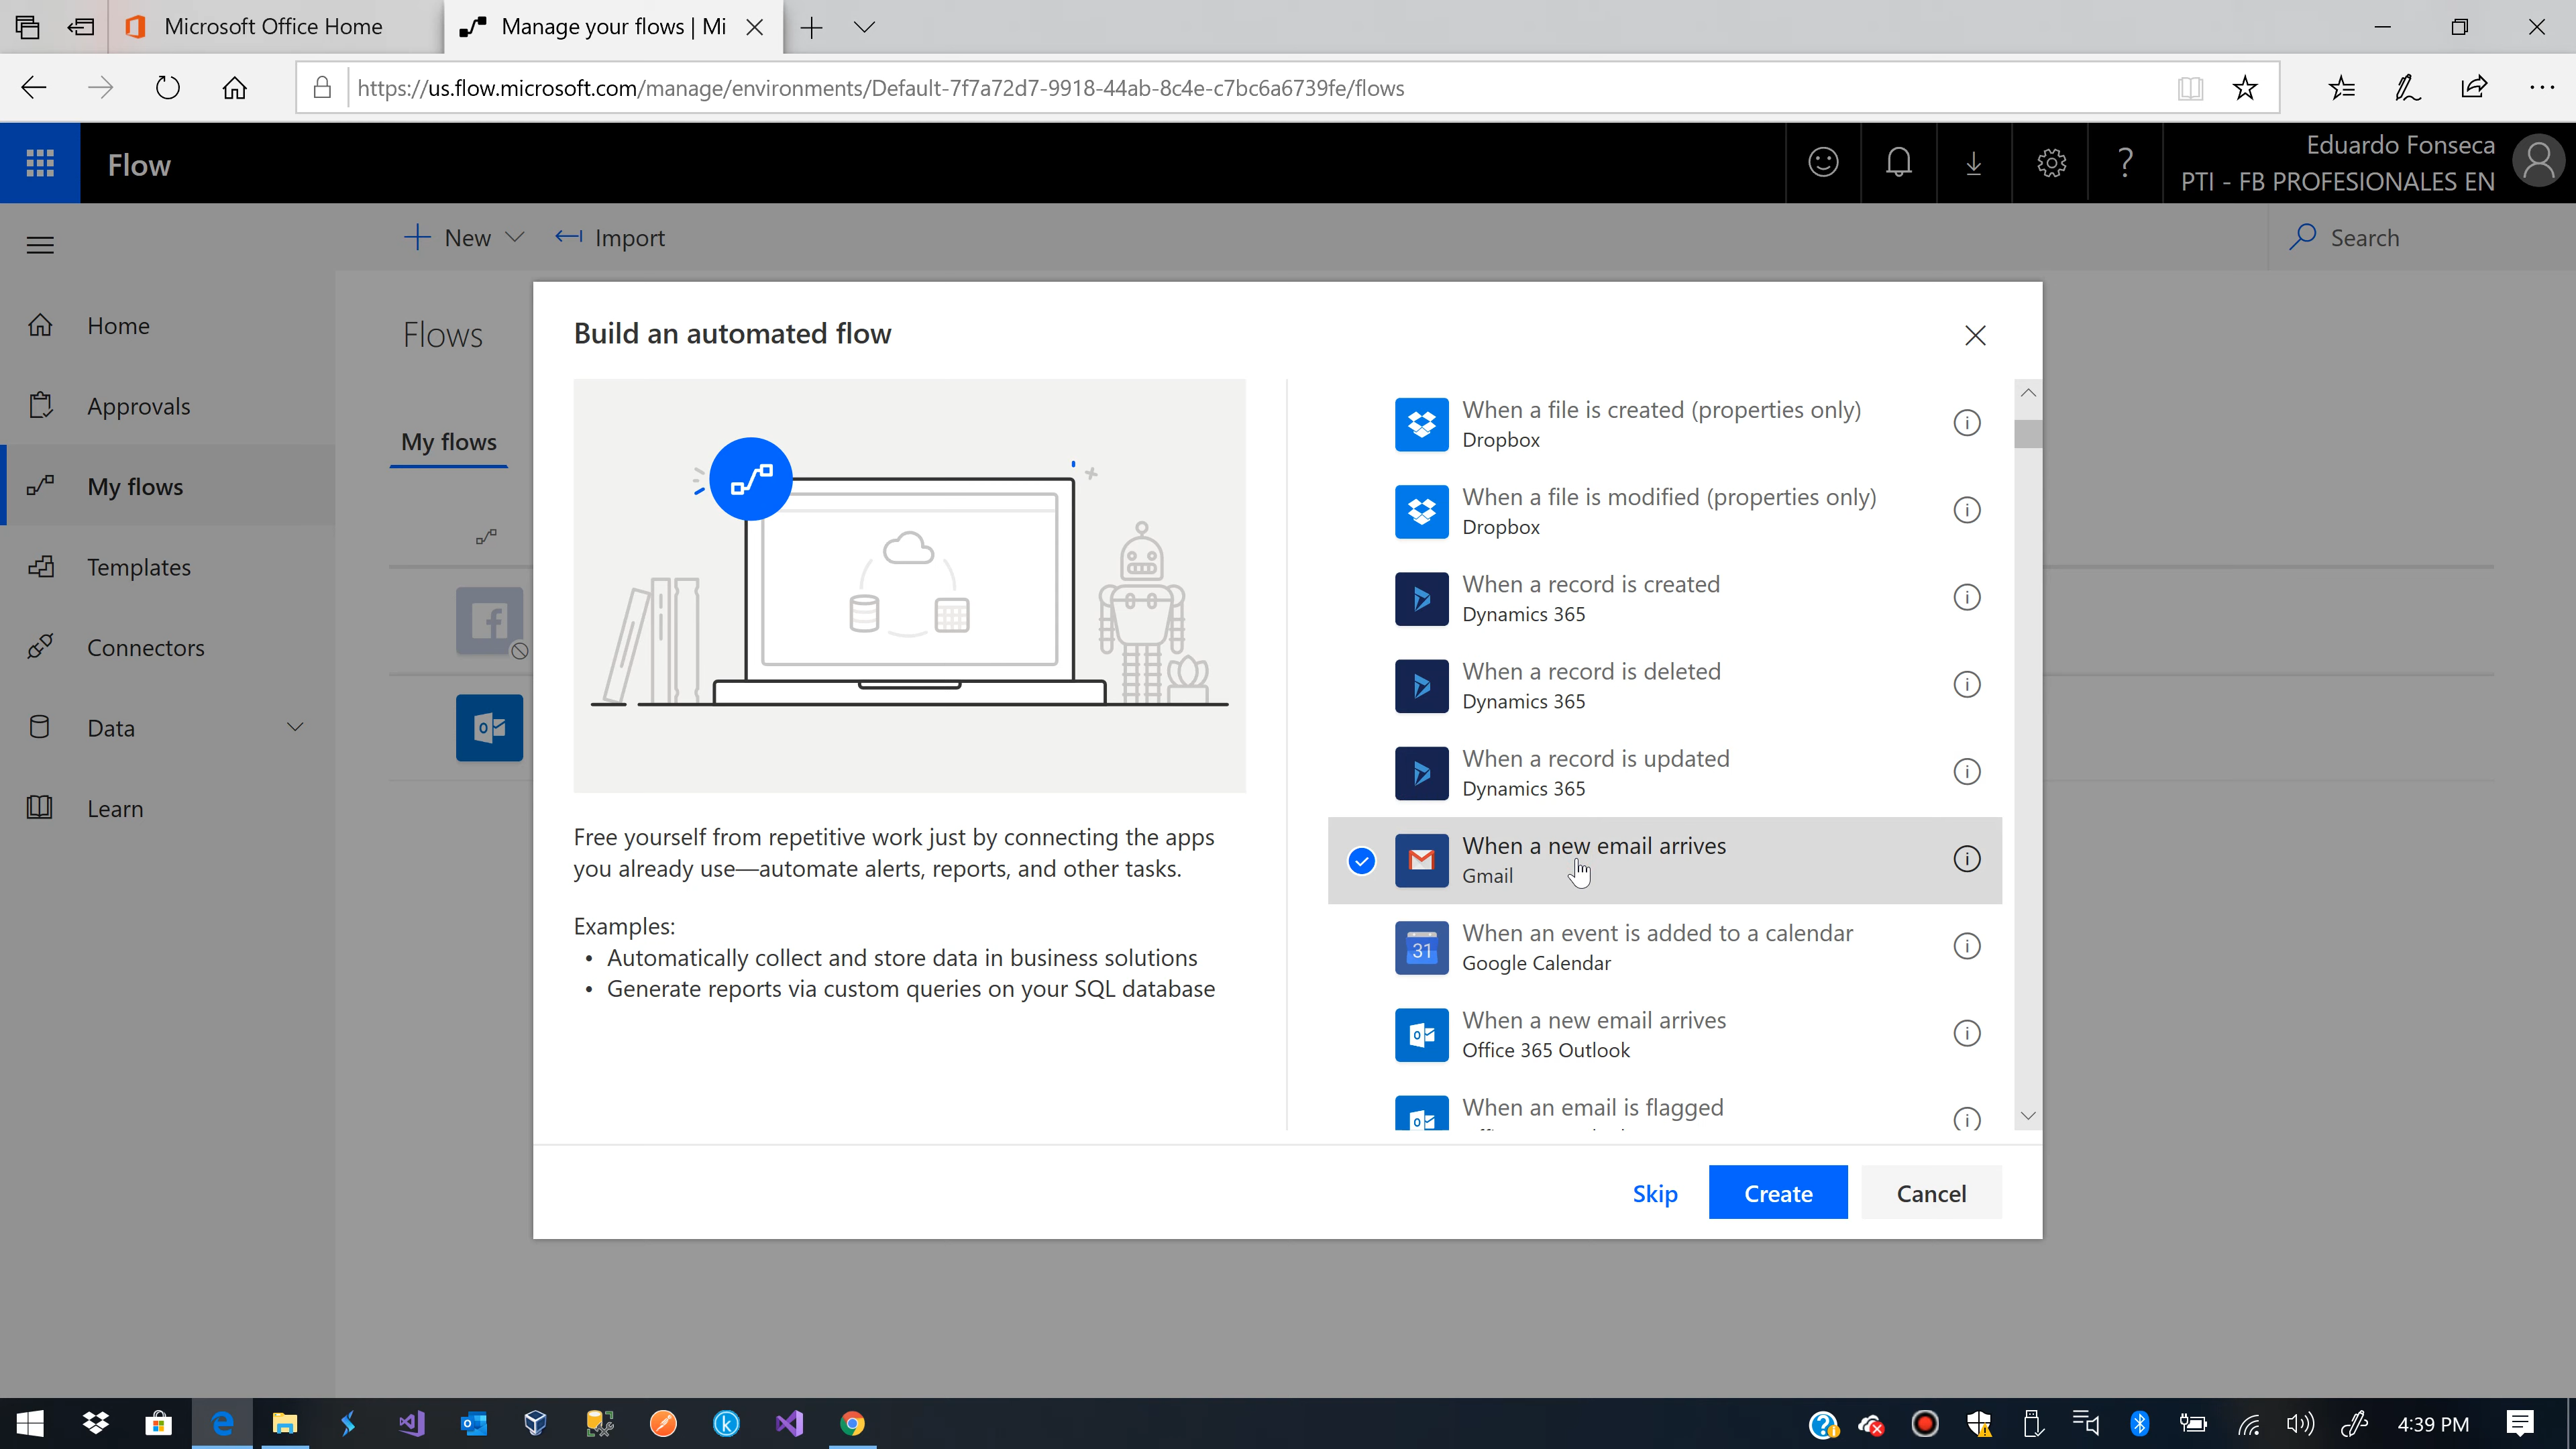 Microsoft Office Home
Manage your flows | Mi
https://us.flow.microsoft.com/manage/environments/Default-7f7a72d7-9918-44ab-8c4e-c7bc6a6739fe/flows
Flow
Eduardo Fonseca
PTI - FB PROFESIONALES EN
New
Import
Search
Home
Approvals
My flows
Templates
Connectors
Data
Learn
Flows
My flows
Build an automated flow
Free yourself from repetitive work just by connecting the apps
you already use—automate alerts, reports, and other tasks.
Examples:
• Automatically collect and store data in business solutions
• Generate reports via custom queries on your SQL database
When a file is created (properties only)
Dropbox
When a file is modified (properties only)
Dropbox
When a record is created
Dynamics 365
When a record is deleted
Dynamics 365
When a record is updated
Dynamics 365
When a new email arrives
Gmail
31
When an event is added to a calendar
Google Calendar
When a new email arrives
Office 365 Outlook
When an email is flagged
Skip
Create
Cancel
4:39 PM